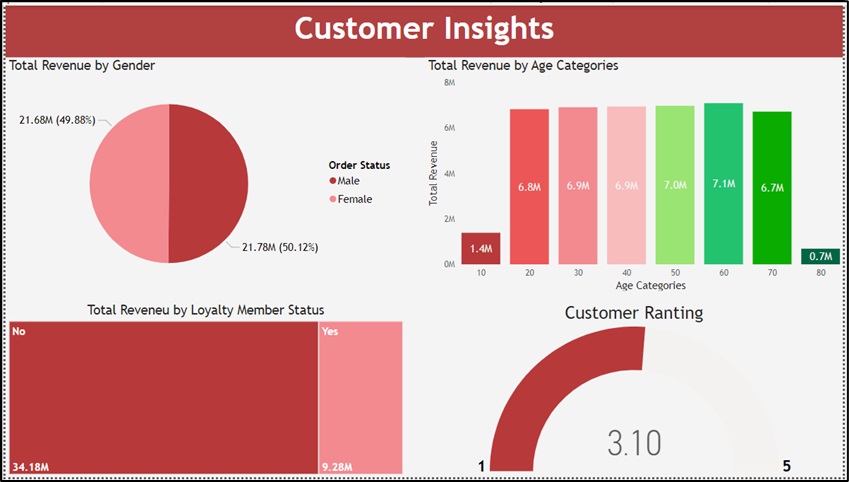 Customer Insights
Total Revenue by Gender
21.68M (49.88%)
21.78M (50.12%)
Order Status
Male
Female
Total Revenue by Age Categories
Total Revenue
8M
6M
4M
2M
0M
1.4M
6.8M
6.9M
6.9M
7.0M
7.1M
6.7M
0.7M
10 20 30 40 50 60 70 80
Age Categories
Total Reveneu by Loyalty Member Status
No
34.18M
Yes
9.28M
Customer Ranting
3.10
1
5